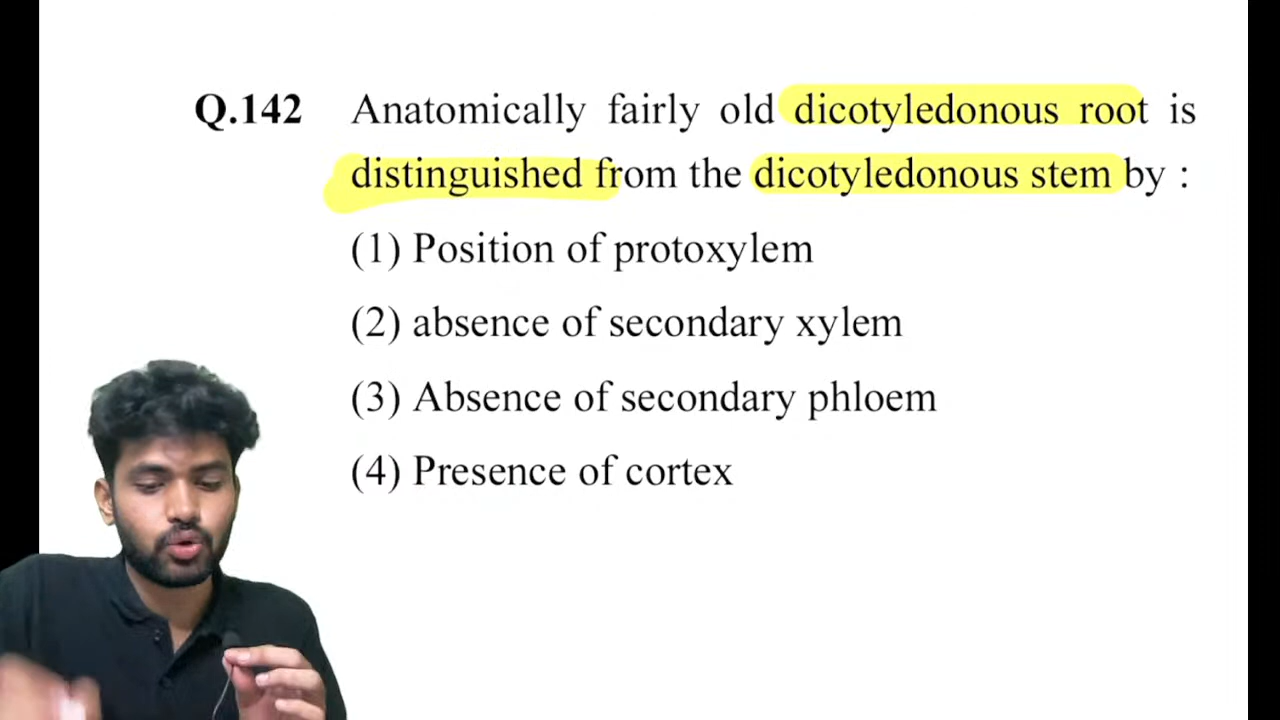 Q.142 Anatomically fairly old dicotyledonous root is
distinguished from the dicotyledonous stem by :
(1) Position of protoxylem
(2) absence of secondary xylem
(3) Absence of secondary phloem
(4) Presence of cortex